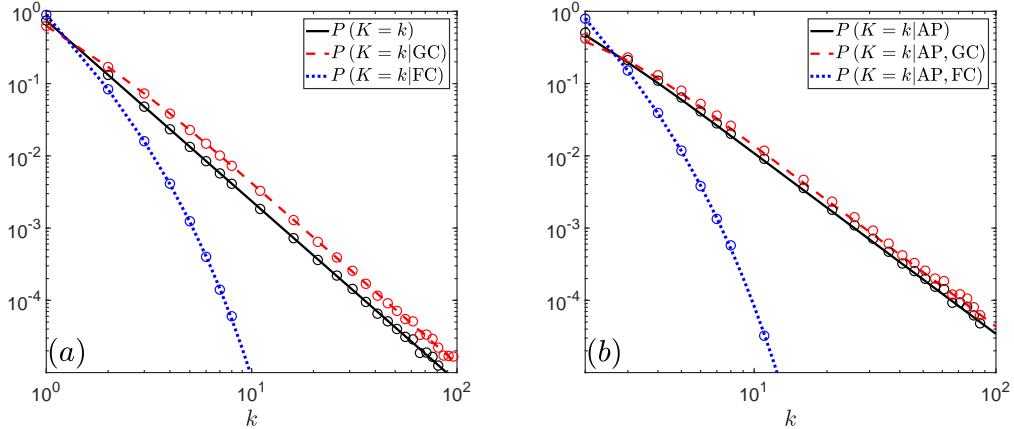 10^0
10^-1
10^-2
10^-3
10^-4
10^0
10^1
10^2
k
(a)
P (K = k)
P (K = k|GC)
P (K = k|FC)
10^0
10^-1
10^-2
10^-3
10^-4
10^1
10^2
k
(b)
P (K = k|AP)
P (K = k|AP, GC)
P (K = k|AP, FC)